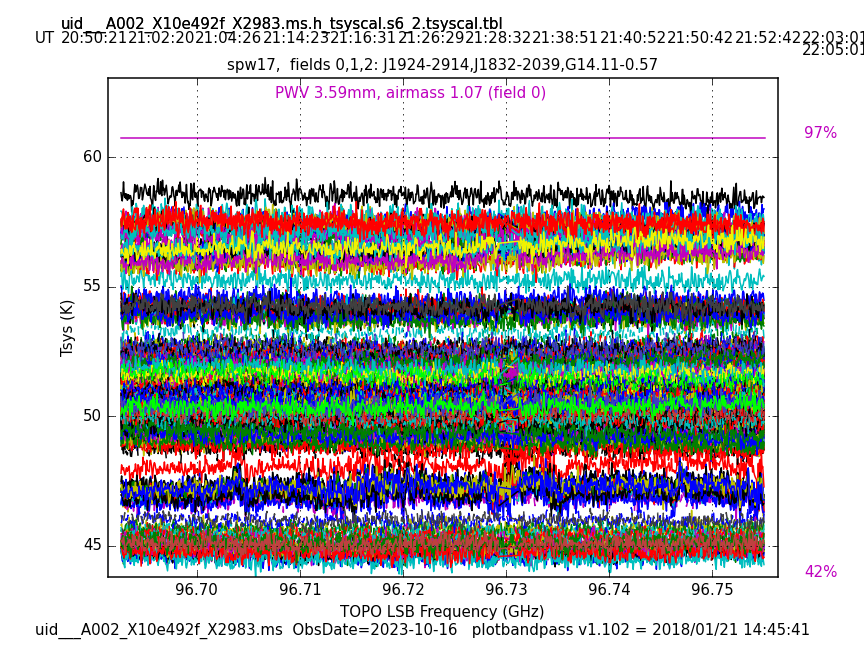 uid___A002_X10e492f_X2983.ms.h_tsyscal.s6_2.tsyscal.tbl
UT 20:50:21 21:02:20 21:04:26 21:14:23 21:16:31 21:26:29 21:28:32 21:38:51 21:40:52 21:50:42 21:52:42 22:03:01
22:05:01
spw17, fields 0,1,2: J1924-2914,J1832-2039,G14.11-0.57
PWV 3.59mm, airmass 1.07 (field 0)
97%
60
55
Tsys (K)
50
45
42%
96.70 96.71 96.72 96.73 96.74 96.75
TOPO LSB Frequency (GHz)
uid___A002_X10e492f_X2983.ms ObsDate=2023-10-16 plotbandpass v1.102 = 2018/01/21 14:45:41